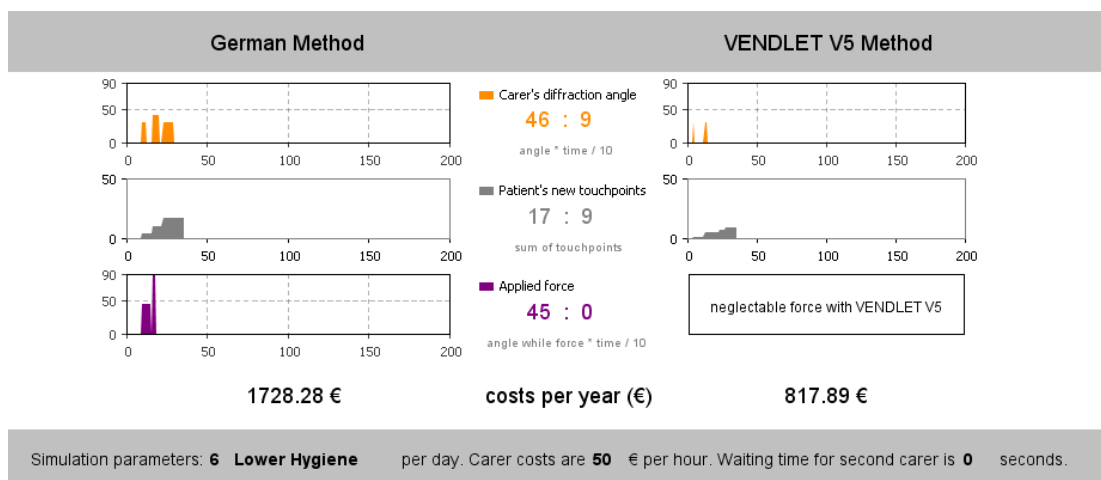 German Method
VENDLET V5 Method
90
50
0
0 50 100 150 200
Carer's diffraction angle
46 : 9
angle * time / 10
90
50
0
0 50 100 150 200
50
0
0 50 100 150 200
Patient's new touchpoints
17 : 9
sum of touchpoints
50
0
0 50 100 150 200
90
50
0
0 50 100 150 200
Applied force
45 : 0
angle while force * time / 10
neglectable force with VENDLET V5
1728.28 € costs per year (€) 817.89 €
Simulation parameters: 6 Lower Hygiene per day. Carer costs are 50 € per hour. Waiting time for second carer is 0 seconds.